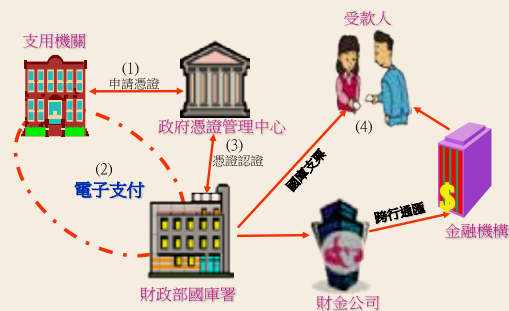 支用機關
受款人
(1)
申請憑證
政府憑證管理中心
(4)
(3)
憑證認證
(2)
電子支付
國庫支票
跨行通匯
$
金融機構
財政部國庫署
財金公司